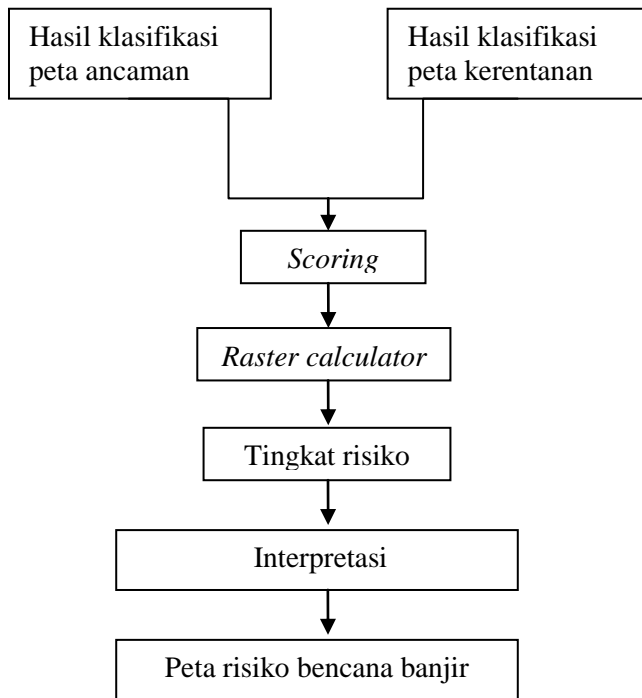 Hasil klasifikasi
peta ancaman
Hasil klasifikasi
peta kerentanan
Scoring
Raster calculator
Tingkat risiko
Interpretasi
Peta risiko bencana banjir